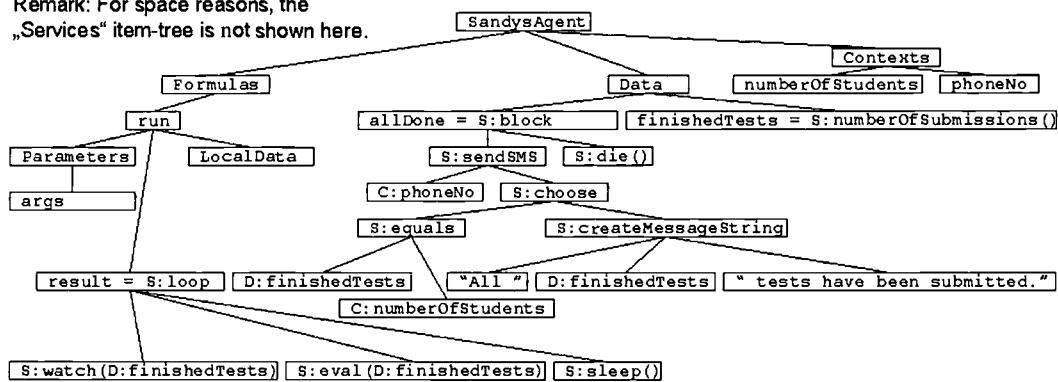 Remark: For space reasons, the
„Services“ item-tree is not shown here.
SandysAgent
Contexts
Formulas
Data
numberOfStudents
phoneNo
run
allDone = S:block
finishedTests = S:numberOfSubmissions()
Parameters
LocalData
S:sendSMS
S:die()
args
C:phoneNo
S:choose
S:equals
S:createMessageString
result = S:loop
D:finishedTests
"All "
D:finishedTests
" tests have been submitted."
C:numberOfStudents
S:watch(D:finishedTests)
S:eval(D:finishedTests)
S:sleep()